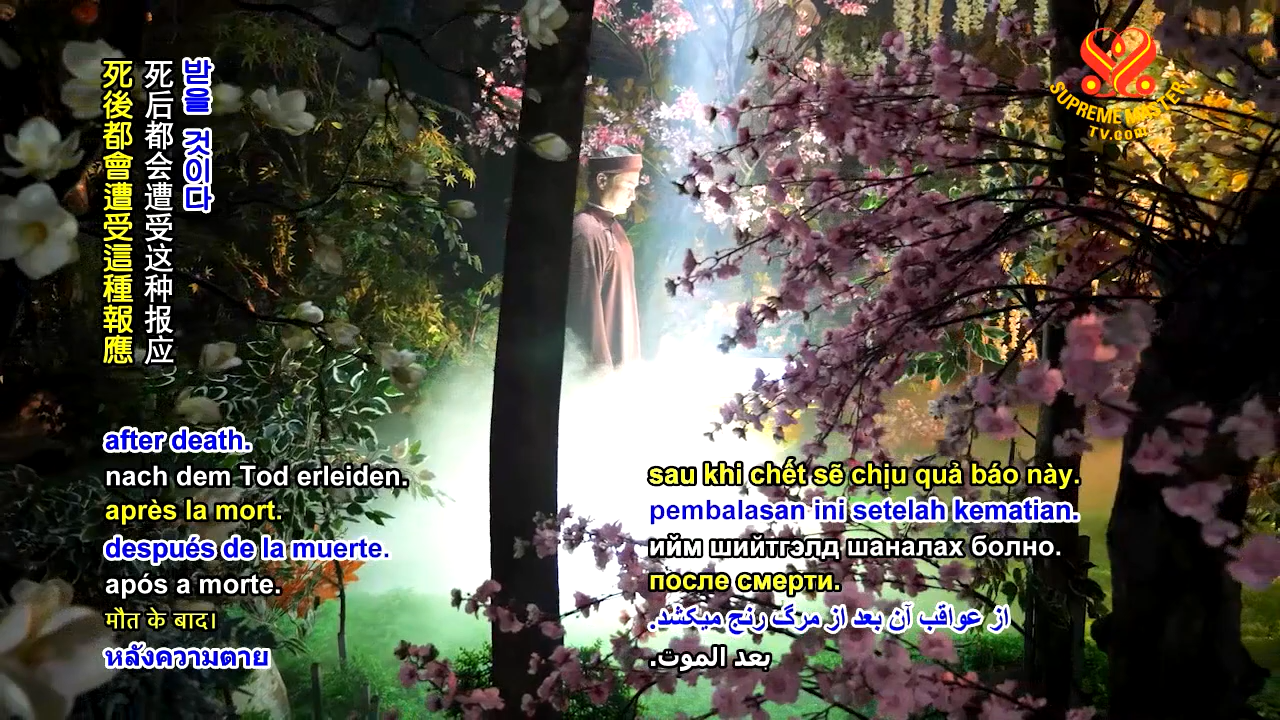 死後都會遭受這種報應
死后都会遭受这种报应
받을 것이다
SUPREME MASTER
TV.com
after death.
nach dem Tod erleiden.
après la mort.
después de la muerte.
após a morte.
मौत के बाद।
หลังความตาย
sau khi chết sẽ chịu quả báo này.
pembalasan ini setelah kematian.
ийм шийтгэлд шаналах болно.
после смерти.
از عواقب آن بعد از مرگ رنج میکشد.
بعد الموت.